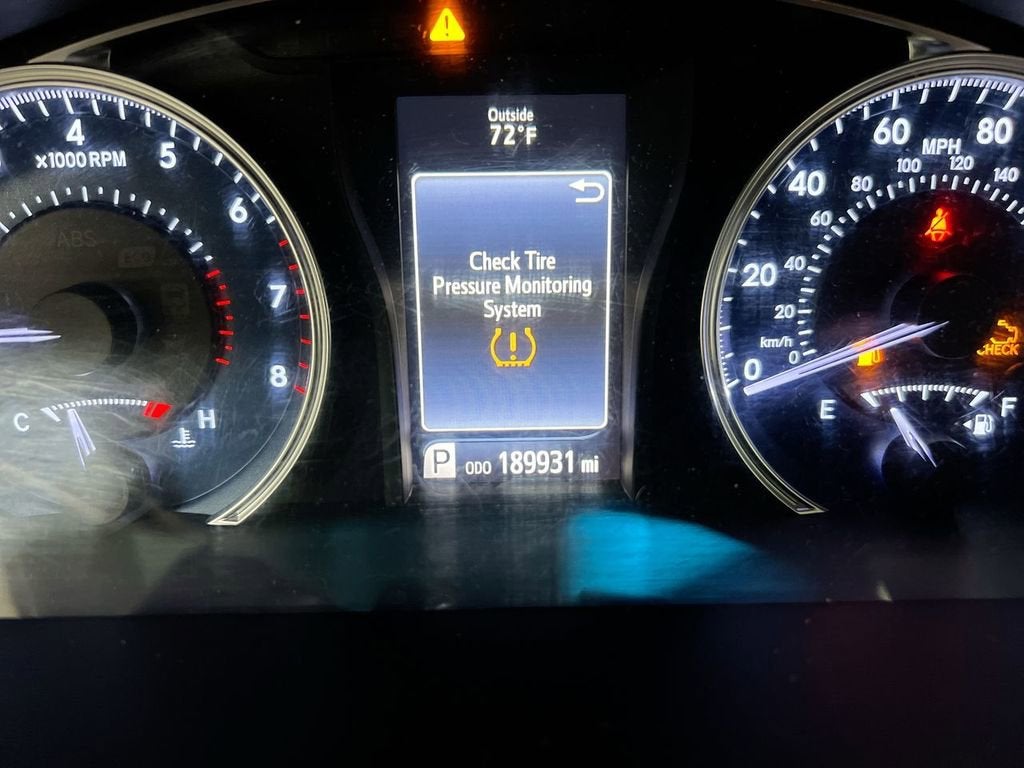 Outside
72°F
4
x1000 RPM
5
6
7
8
ABS
C
H
Check Tire
Pressure Monitoring
System
P ODO 189931 mi
60
80
MPH
100
120
140
40
80
60
20
40
20
km/h
0
0
CHECK
E
F